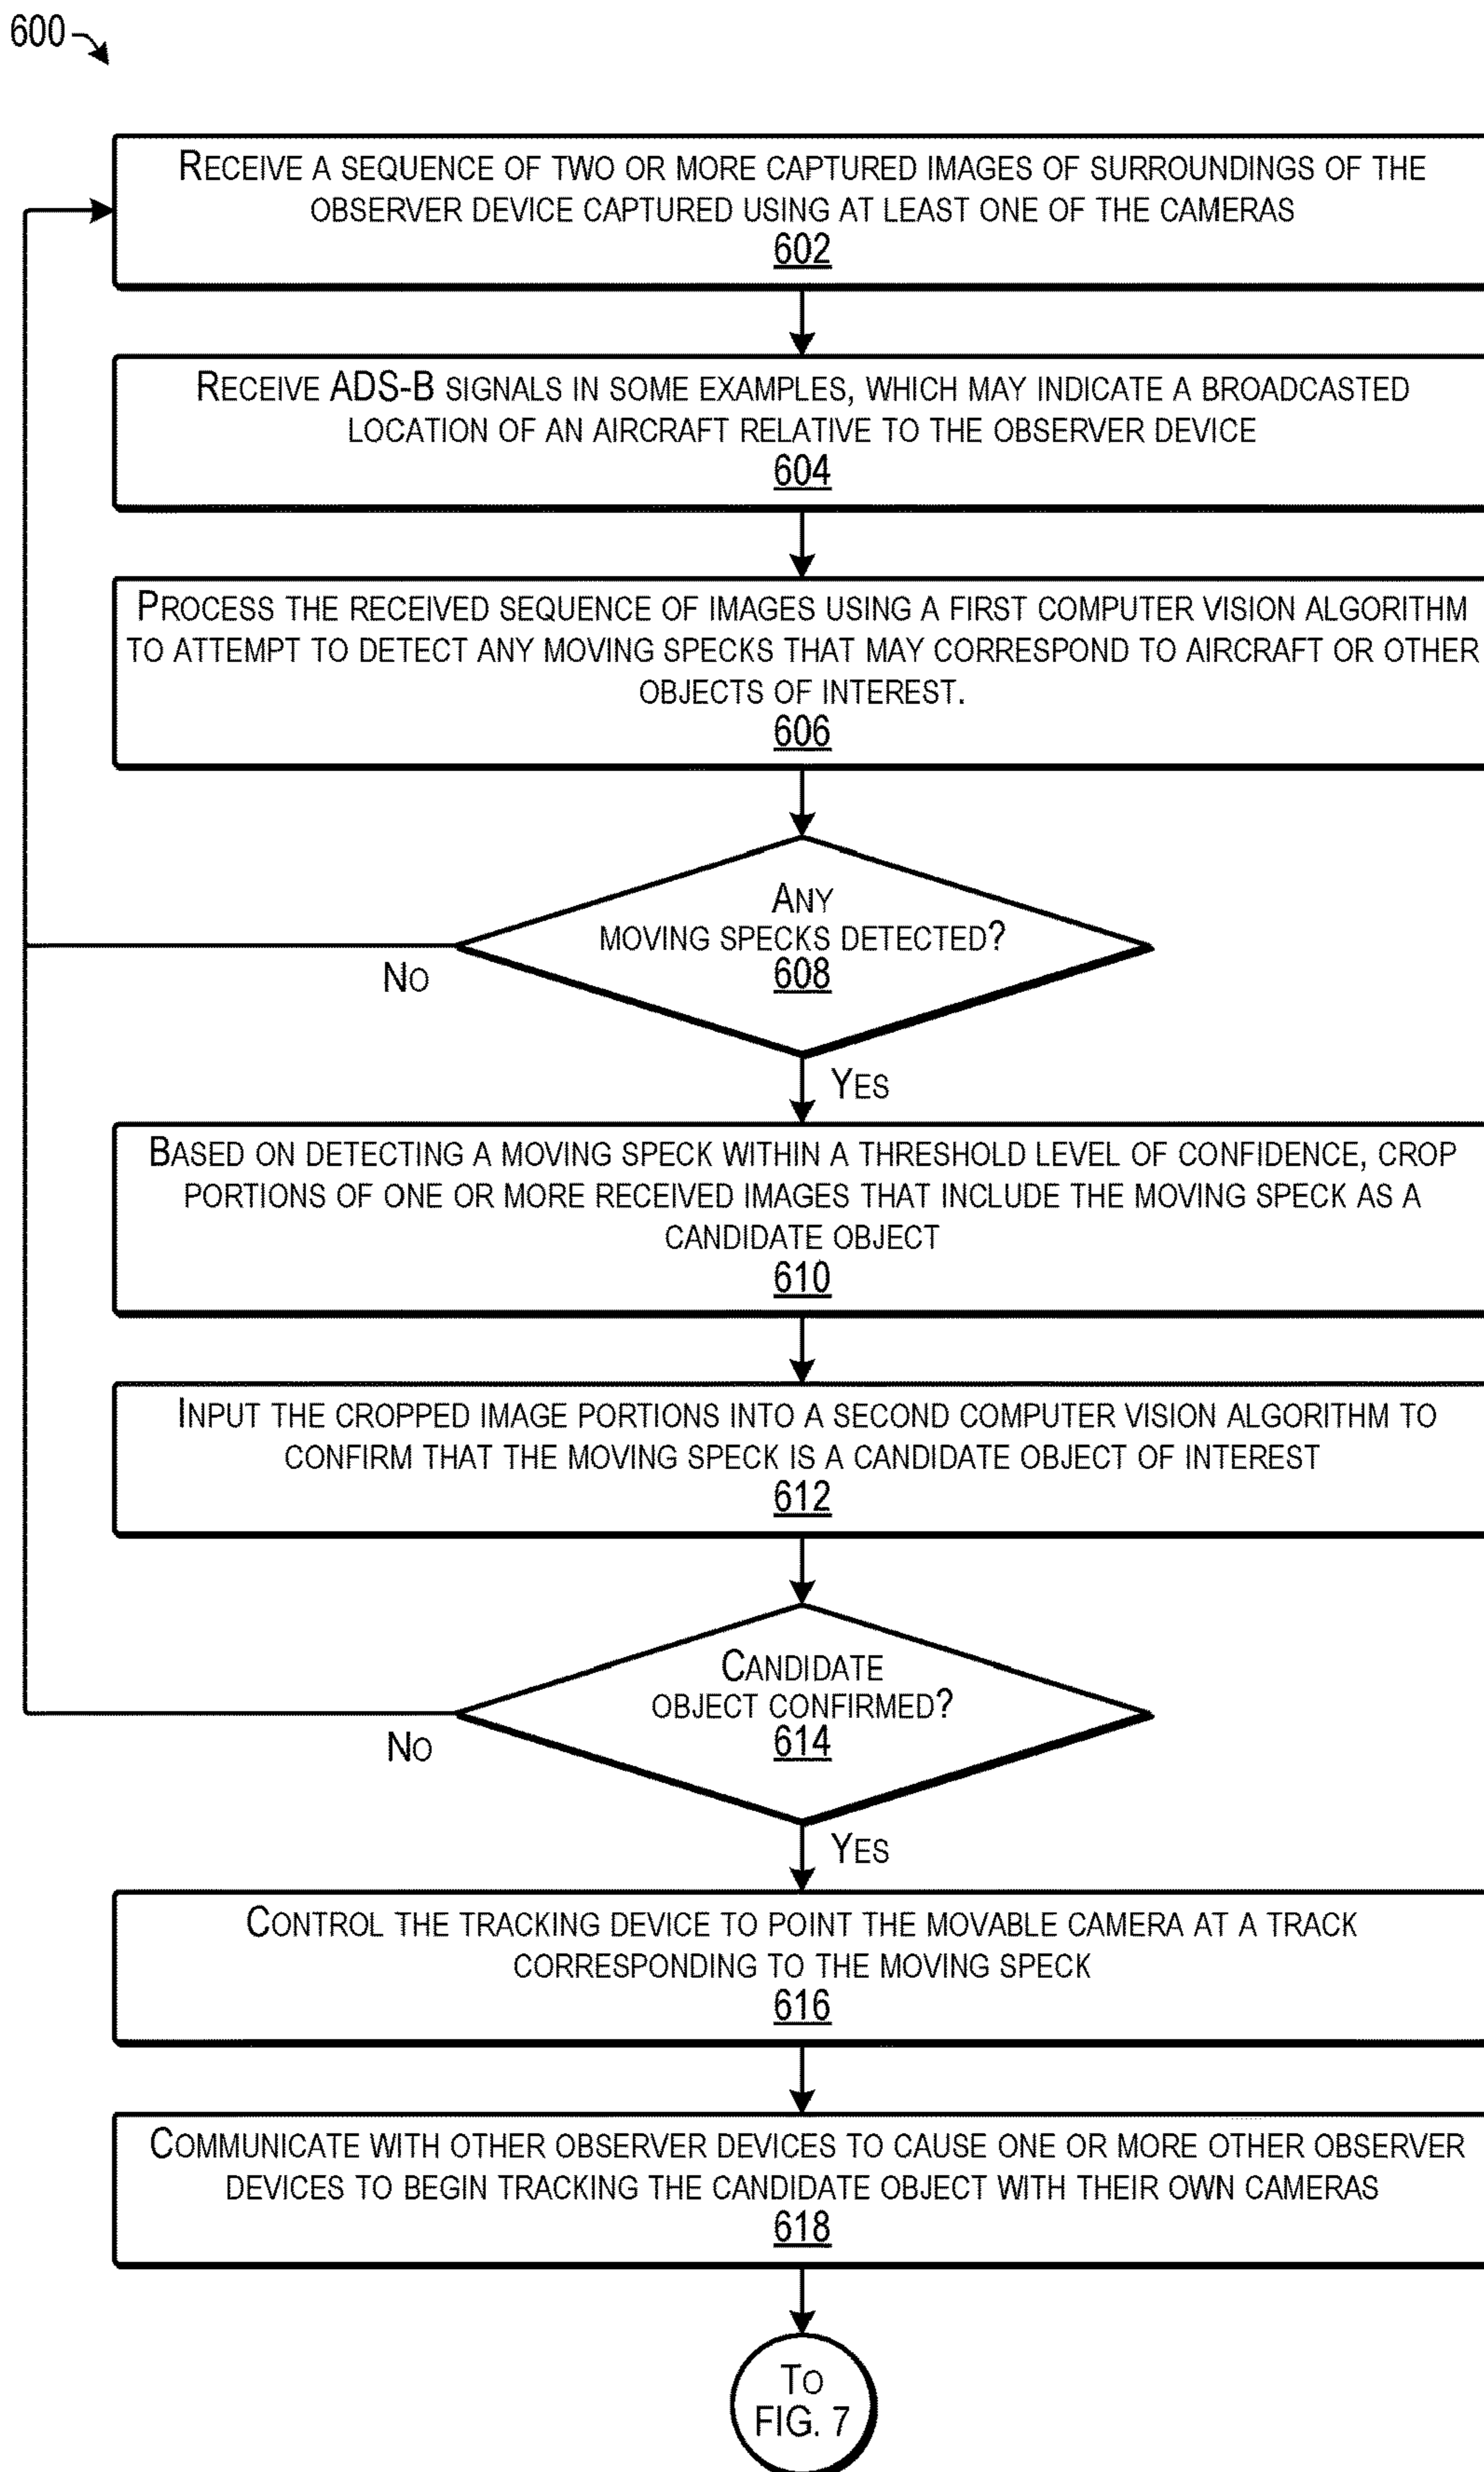 600
RECEIVE A SEQUENCE OF TWO OR MORE CAPTURED IMAGES OF SURROUNDINGS OF THE
OBSERVER DEVICE CAPTURED USING AT LEAST ONE OF THE CAMERAS
602
RECEIVE ADS-B SIGNALS IN SOME EXAMPLES, WHICH MAY INDICATE A BROADCASTED
LOCATION OF AN AIRCRAFT RELATIVE TO THE OBSERVER DEVICE
604
PROCESS THE RECEIVED SEQUENCE OF IMAGES USING A FIRST COMPUTER VISION ALGORITHM
TO ATTEMPT TO DETECT ANY MOVING SPECKS THAT MAY CORRESPOND TO AIRCRAFT OR OTHER
OBJECTS OF INTEREST.
606
ANY
MOVING SPECKS DETECTED?
608
NO
YES
BASED ON DETECTING A MOVING SPECK WITHIN A THRESHOLD LEVEL OF CONFIDENCE, CROP
PORTIONS OF ONE OR MORE RECEIVED IMAGES THAT INCLUDE THE MOVING SPECK AS A
CANDIDATE OBJECT
610
INPUT THE CROPPED IMAGE PORTIONS INTO A SECOND COMPUTER VISION ALGORITHM TO
CONFIRM THAT THE MOVING SPECK IS A CANDIDATE OBJECT OF INTEREST
612
CANDIDATE
OBJECT CONFIRMED?
614
NO
YES
CONTROL THE TRACKING DEVICE TO POINT THE MOVABLE CAMERA AT A TRACK
CORRESPONDING TO THE MOVING SPECK
616
COMMUNICATE WITH OTHER OBSERVER DEVICES TO CAUSE ONE OR MORE OTHER OBSERVER
DEVICES TO BEGIN TRACKING THE CANDIDATE OBJECT WITH THEIR OWN CAMERAS
618
TO
FIG. 7